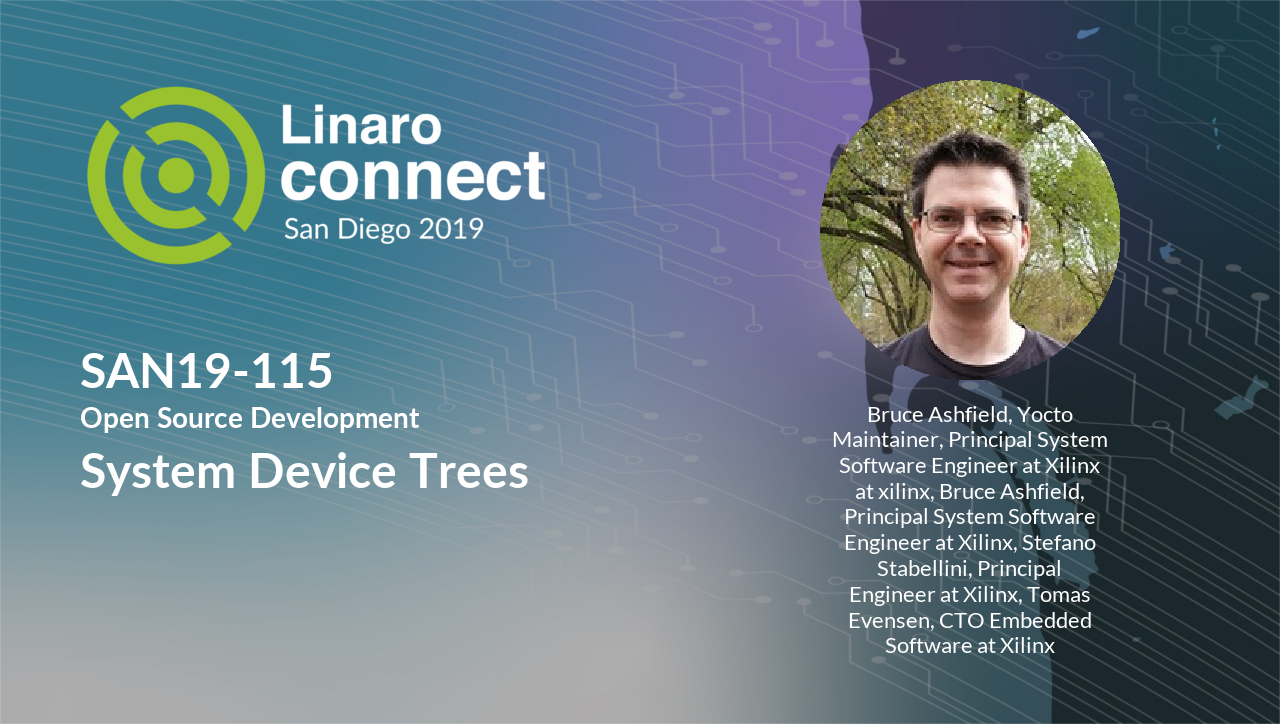 Linaro
connect
San Diego 2019
SAN19-115
Open Source Development
System Device Trees
Bruce Ashfield, Yocto
Maintainer, Principal System
Software Engineer at Xilinx
at xilinx, Bruce Ashfield,
Principal System Software
Engineer at Xilinx, Stefano
Stabellini, Principal
Engineer at Xilinx, Tomas
Evensen, CTO Embedded
Software at Xilinx